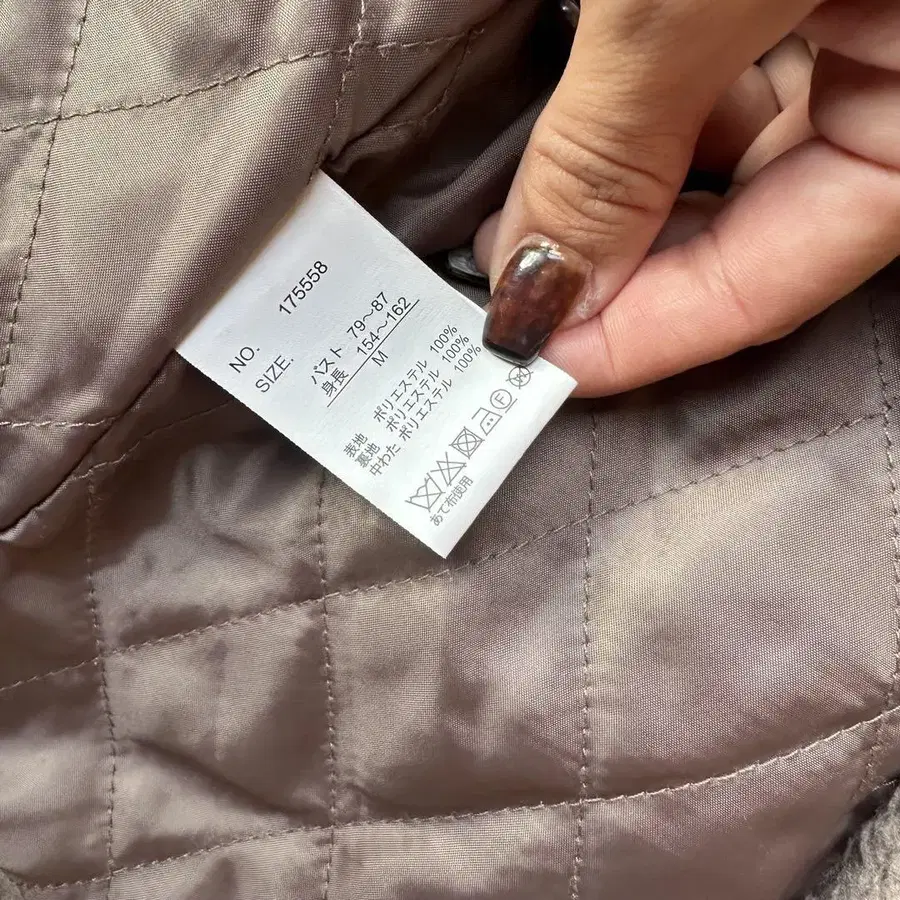 NO. 175558
SIZE.
バスト 79～87
身長 154～162
M
表地 ポリエステル 100%
裏地 ポリエステル 100%
中わた ポリエステル 100%
F
あて布使用